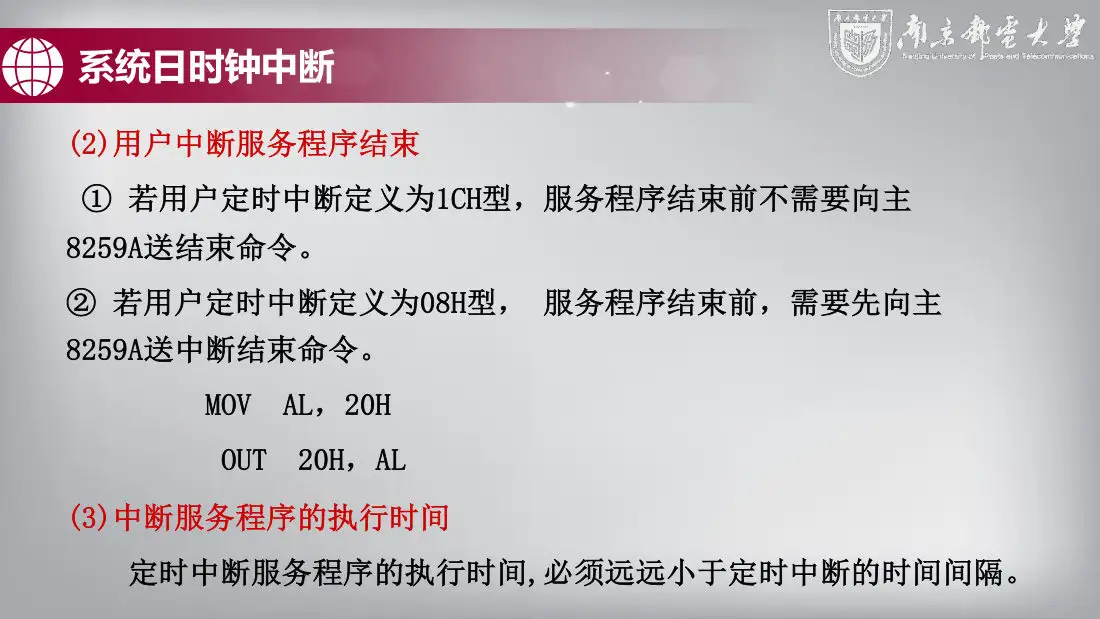 系统日时钟中断
南京邮电大学
Nanjing University of Posts and Telecommunications
(2)用户中断服务程序结束
① 若用户定时中断定义为1CH型，服务程序结束前不需要向主
8259A送结束命令。
② 若用户定时中断定义为08H型， 服务程序结束前，需要先向主
8259A送中断结束命令。
MOV AL，20H
OUT 20H，AL
(3)中断服务程序的执行时间
定时中断服务程序的执行时间,必须远远小于定时中断的时间间隔。